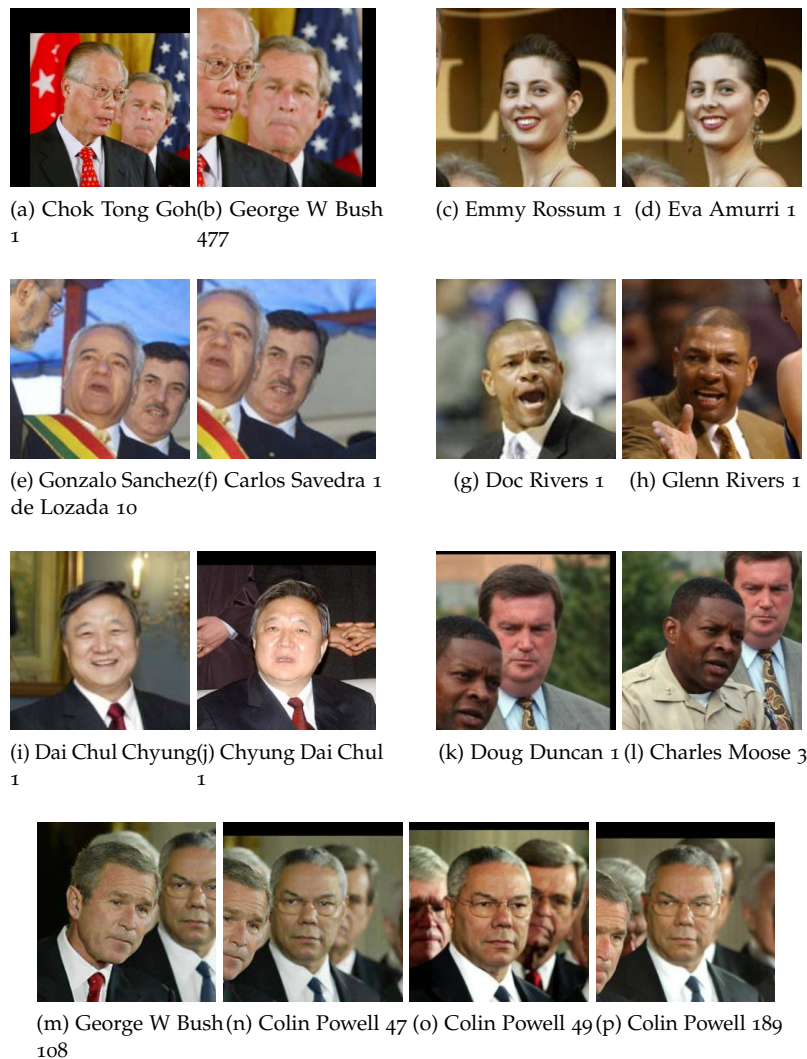 (a) Chok Tong Goh
1
(b) George W Bush
477
(c) Emmy Rossum 1
(d) Eva Amurri 1
(e) Gonzalo Sanchez
de Lozada 10
(f) Carlos Savedra 1
(g) Doc Rivers 1
(h) Glenn Rivers 1
(i) Dai Chul Chyung
1
(j) Chyung Dai Chul
1
(k) Doug Duncan 1
(l) Charles Moose 3
(m) George W Bush
108
(n) Colin Powell 47
(o) Colin Powell 49
(p) Colin Powell 189